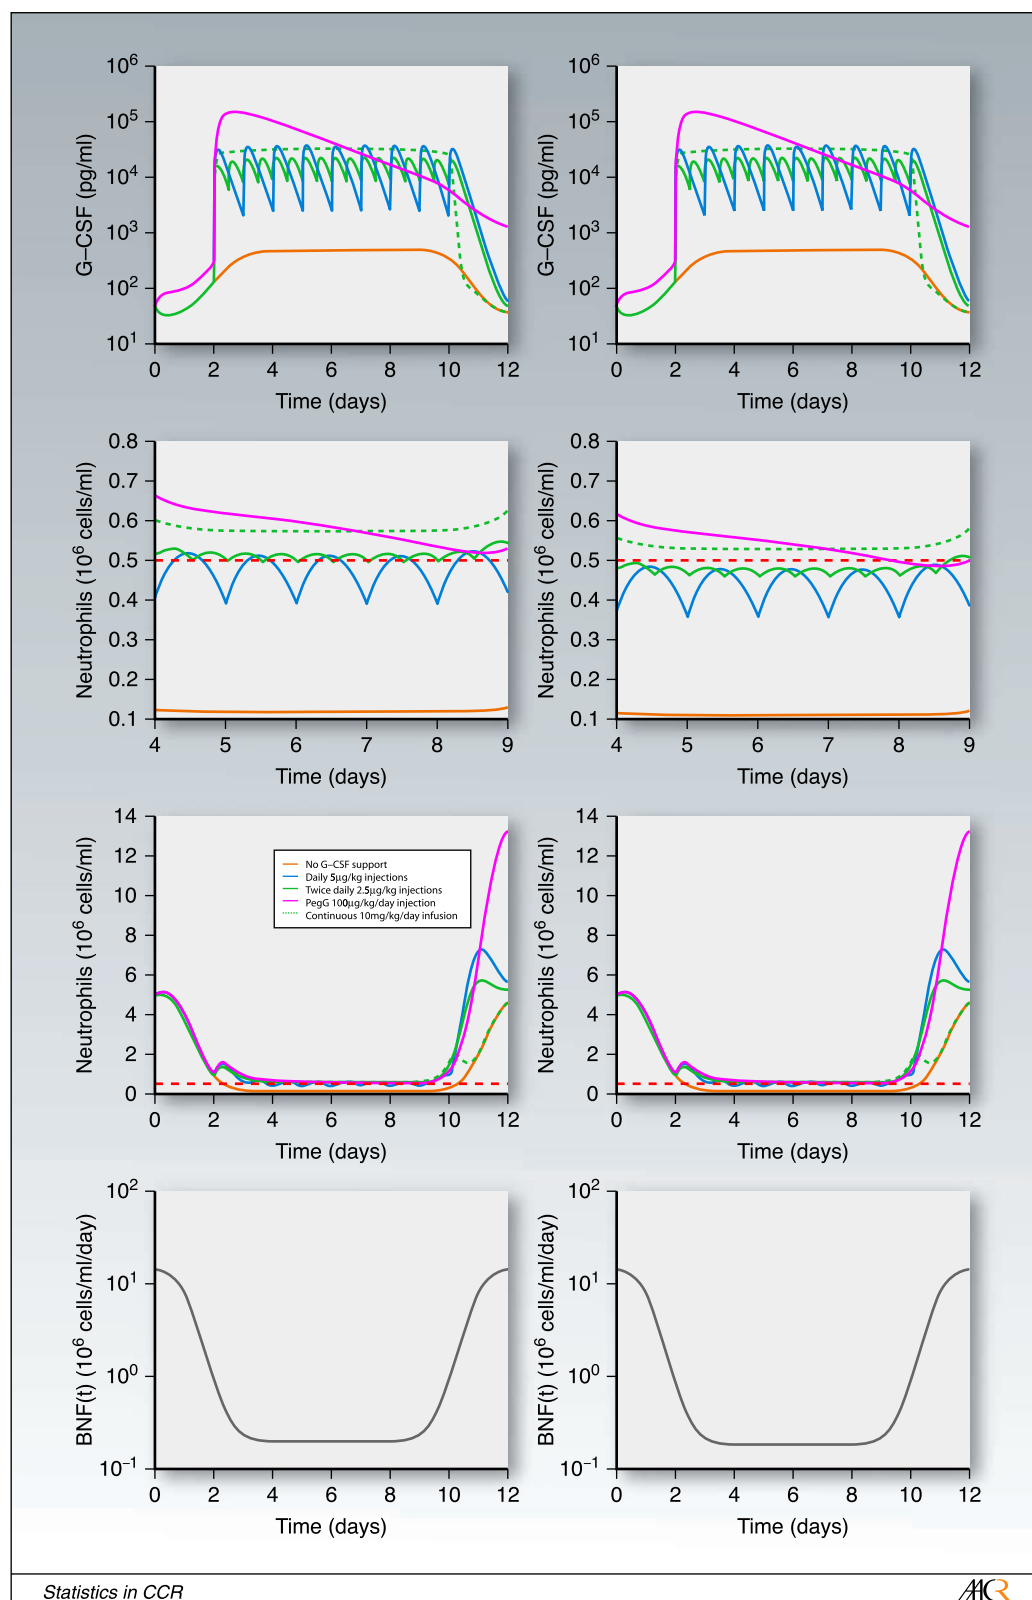 10⁶
10⁵
10⁴
10³
10²
10¹
G–CSF (pg/ml)
0 2 4 6 8 10 12
Time (days)
10⁶
10⁵
10⁴
10³
10²
10¹
G–CSF (pg/ml)
0 2 4 6 8 10 12
Time (days)
0.8
0.7
0.6
0.5
0.4
0.3
0.2
0.1
Neutrophils (10⁶ cells/ml)
4 5 6 7 8 9
Time (days)
0.8
0.7
0.6
0.5
0.4
0.3
0.2
0.1
Neutrophils (10⁶ cells/ml)
4 5 6 7 8 9
Time (days)
14
12
10
8
6
4
2
0
Neutrophils (10⁶ cells/ml)
No G–CSF support
Daily 5µg/kg injections
Twice daily 2.5µg/kg injections
PegG 100µg/kg/day injection
Continuous 10mg/kg/day infusion
0 2 4 6 8 10 12
Time (days)
14
12
10
8
6
4
2
0
Neutrophils (10⁶ cells/ml)
0 2 4 6 8 10 12
Time (days)
10²
10¹
10⁰
10⁻¹
BNF(t) (10⁶ cells/ml/day)
0 2 4 6 8 10 12
Time (days)
10²
10¹
10⁰
10⁻¹
BNF(t) (10⁶ cells/ml/day)
0 2 4 6 8 10 12
Time (days)
Statistics in CCR
AACR